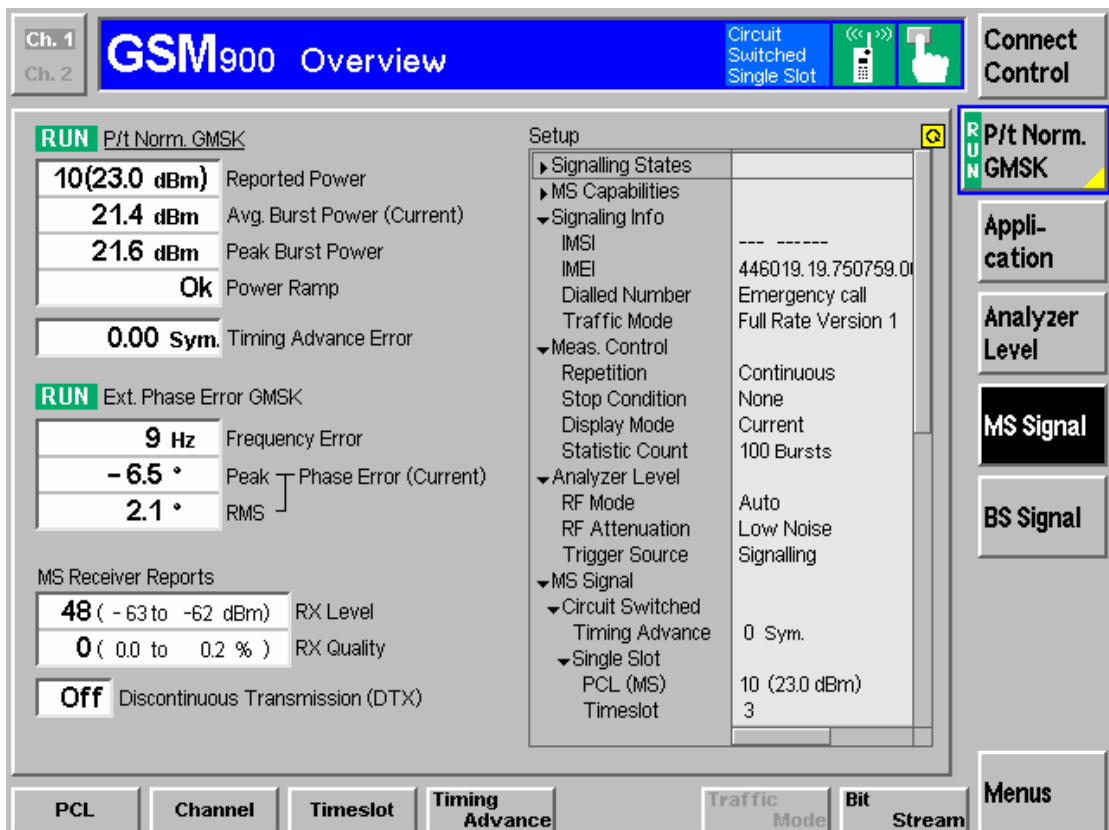 Ch. 1
Ch. 2
GSM900 Overview
Circuit
Switched
Single Slot
Connect
Control
RUN P/t Norm. GMSK
10(23.0 dBm) Reported Power
21.4 dBm Avg. Burst Power (Current)
21.6 dBm Peak Burst Power
Ok Power Ramp
0.00 Sym. Timing Advance Error
RUN Ext. Phase Error GMSK
9 Hz Frequency Error
-6.5 ° Peak Phase Error (Current)
2.1 ° RMS
MS Receiver Reports
48 ( -63 to -62 dBm) RX Level
0 ( 0.0 to 0.2 % ) RX Quality
Off Discontinuous Transmission (DTX)
Setup
Signalling States
MS Capabilities
Signaling Info
IMSI --- ------
IMEI 446019.19.750759.0
Dialled Number Emergency call
Traffic Mode Full Rate Version 1
Meas. Control
Repetition Continuous
Stop Condition None
Display Mode Current
Statistic Count 100 Bursts
Analyzer Level
RF Mode Auto
RF Attenuation Low Noise
Trigger Source Signalling
MS Signal
Circuit Switched
Timing Advance 0 Sym.
Single Slot
PCL (MS) 10 (23.0 dBm)
Timeslot 3
RUN P/t Norm.
GMSK
Appli-
cation
Analyzer
Level
MS Signal
BS Signal
Menus
PCL
Channel
Timeslot
Timing
Advance
Traffic
Mode
Bit
Stream